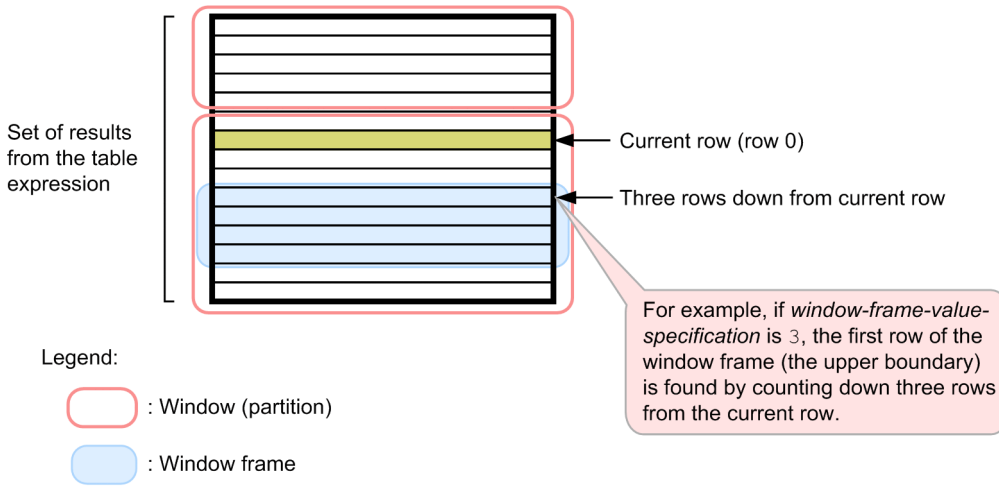 Set of results
from the table
expression
Current row (row 0)
Three rows down from current row
For example, if window-frame-value-
specification is 3, the first row of the
window frame (the upper boundary)
is found by counting down three rows
from the current row.
Legend:
: Window (partition)
: Window frame